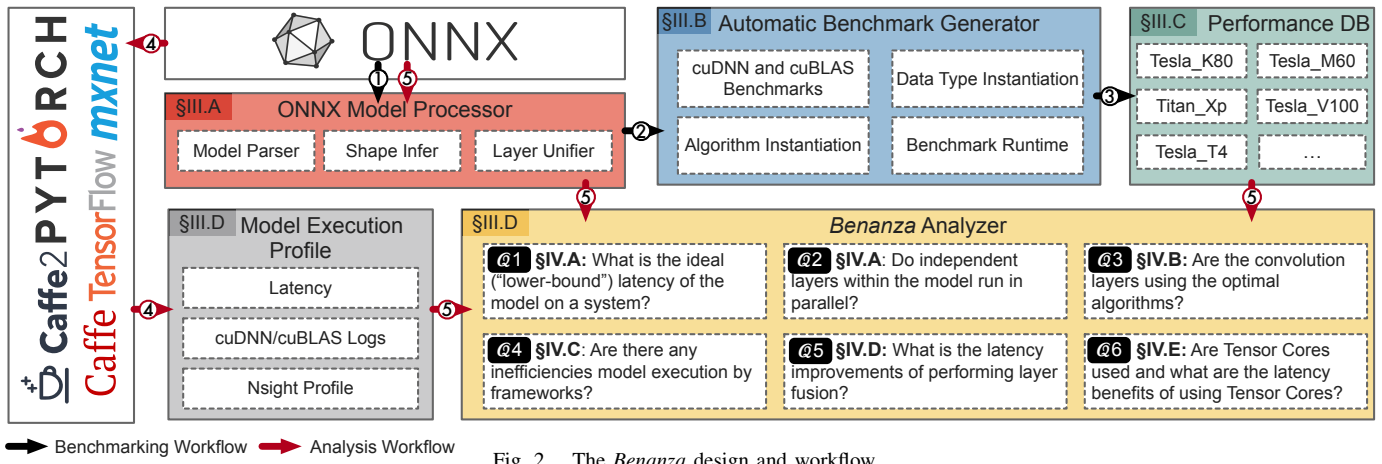 Caffe2 PYTORCH
Caffe TensorFlow mxnet
4
ONNX
1
5
§III.A
ONNX Model Processor
Model Parser
Shape Infer
Layer Unifier
2
§III.B
Automatic Benchmark Generator
cuDNN and cuBLAS
Benchmarks
Data Type Instantiation
Algorithm Instantiation
Benchmark Runtime
3
§III.C
Performance DB
Tesla_K80
Tesla_M60
Titan_Xp
Tesla_V100
Tesla_T4
…
5
5
4
§III.D
Model Execution
Profile
Latency
cuDNN/cuBLAS Logs
Nsight Profile
5
§III.D
Benanza Analyzer
Q1 §IV.A: What is the ideal
(“lower-bound”) latency of the
model on a system?
Q2 §IV.A: Do independent
layers within the model run in
parallel?
Q3 §IV.B: Are the convolution
layers using the optimal
algorithms?
Q4 §IV.C: Are there any
inefficiencies model execution by
frameworks?
Q5 §IV.D: What is the latency
improvements of performing layer
fusion?
Q6 §IV.E: Are Tensor Cores
used and what are the latency
benefits of using Tensor Cores?
Benchmarking Workflow
Analysis Workflow
Fig. 2. The Benanza design and workflow.